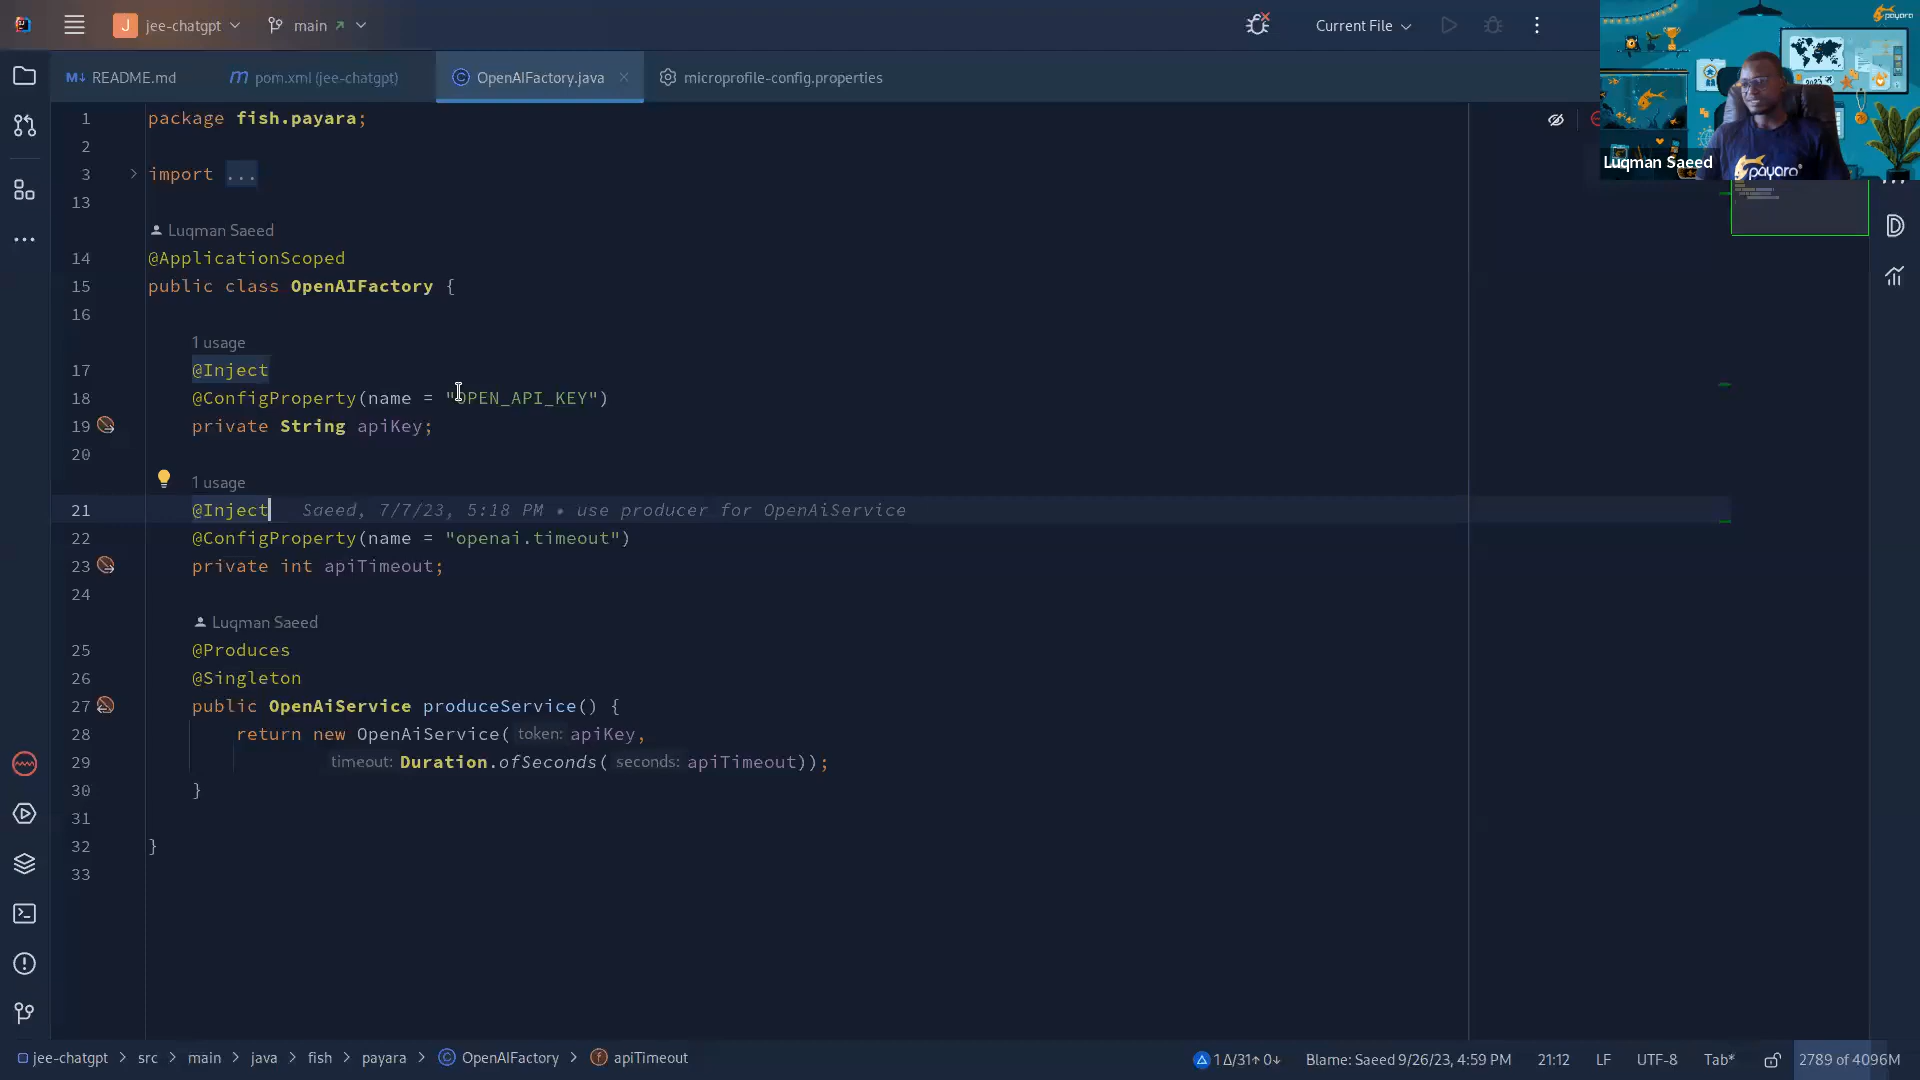 jee-chatgpt
main
Current File
payara
README.md
pom.xml (jee-chatgpt)
OpenAIFactory.java
microprofile-config.properties
Luqman Saeed
payara
1 package fish.payara;
2
3 import ...
13
Luqman Saeed
14 @ApplicationScoped
15 public class OpenAIFactory {
16
1 usage
17 @Inject
18 @ConfigProperty(name = "OPEN_API_KEY")
19 private String apiKey;
20
1 usage
21 @Inject Saeed, 7/7/23, 5:18 PM • use producer for OpenAiService
22 @ConfigProperty(name = "openai.timeout")
23 private int apiTimeout;
24
Luqman Saeed
25 @Produces
26 @Singleton
27 public OpenAiService produceService() {
28 return new OpenAiService( token: apiKey,
29 timeout: Duration.ofSeconds( seconds: apiTimeout));
30 }
31
32 }
33
jee-chatgpt > src > main > java > fish > payara > OpenAIFactory > apiTimeout
1 Δ/31↑ 0↓ Blame: Saeed 9/26/23, 4:59 PM 21:12 LF UTF-8 Tab* 2789 of 4096M